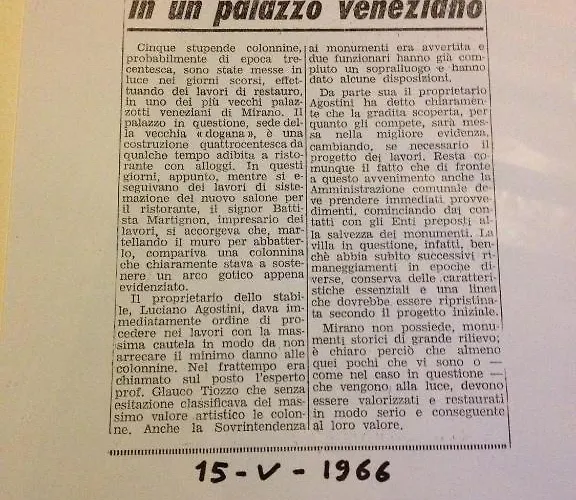 in un palazzo veneziano
Cinque stupende colonnine,
probabilmente di epoca tre-
centesca, sono state messe in
luce nei giorni scorsi, effet-
tuando dei lavori di restauro,
in uno dei più vecchi palaz-
zotti veneziani di Mirano. Il
palazzo in questione, sede del-
la vecchia « dogana », è una
costruzione quattrocentesca da
qualche tempo adibita a risto-
rante con alloggi. In questi
giorni, appunto, mentre si e-
seguivano dei lavori di siste-
mazione del nuovo salone per
il ristorante, il signor Batti-
sta Martignon, impresario dei
lavori, si accorgeva che, mar-
tellando il muro per abbatter-
lo, compariva una colonnina
che chiaramente stava a soste-
nere un arco gotico appena
evidenziato.
Il proprietario dello stabi-
le, Luciano Agostini, dava im-
mediatamente ordine di pro-
cedere nei lavori con la mas-
sima cautela in modo da non
arrecare il minimo danno alle
colonnine. Nel frattempo era
chiamato sul posto l'esperto
prof. Glauco Tiozzo che senza
esitazione classificava del mas-
simo valore artistico le colon-
ne. Anche la Sovrintendenza
ai monumenti era avvertita e
due funzionari hanno già com-
piuto un sopralluogo e hanno
dato alcune disposizioni.
Da parte sua il proprietario
Agostini ha detto chiaramen-
te che la gradita scoperta, per
quanto gli compete, sarà mes-
sa nella migliore evidenza,
cambiando, se necessario il
progetto dei lavori. Resta co-
munque il fatto che di fronte
a questo avvenimento anche la
Amministrazione comunale de-
ve prendere immediati provve-
dimenti, cominciando dai con-
tatti con gli Enti preposti al-
la salvezza dei monumenti. La
villa in questione, infatti, ben-
chè abbia subìto successivi ri-
maneggiamenti in epoche di-
verse, conserva delle caratteri-
stiche essenziali e una linea
che dovrebbe essere ripristina-
ta secondo il progetto iniziale.
Mirano non possiede, monu-
menti storici di grande rilievo;
è chiaro perciò che almeno
quei pochi che vi sono o —
come nel caso in questione —
che vengono alla luce, devono
essere valorizzati e restaurati
in modo serio e conseguente
al loro valore.
15-V-1966